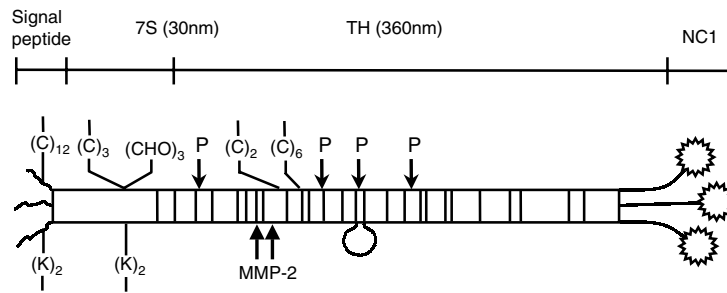 Signal
peptide
7S (30nm)
TH (360nm)
NC1
(C)12
(C)3
(CHO)3
P
(C)2
(C)6
P
P
P
(K)2
(K)2
MMP-2